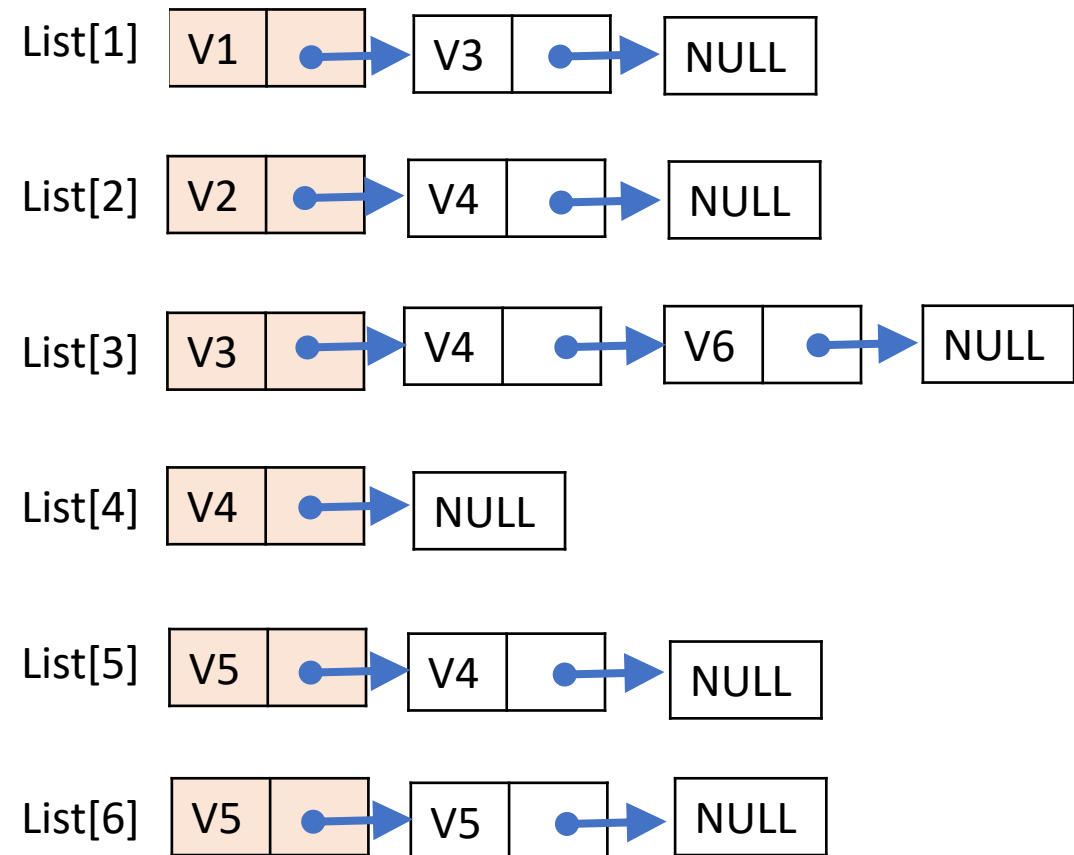 List[1] V1 V3 NULL
List[2] V2 V4 NULL
List[3] V3 V4 V6 NULL
List[4] V4 NULL
List[5] V5 V4 NULL
List[6] V5 V5 NULL